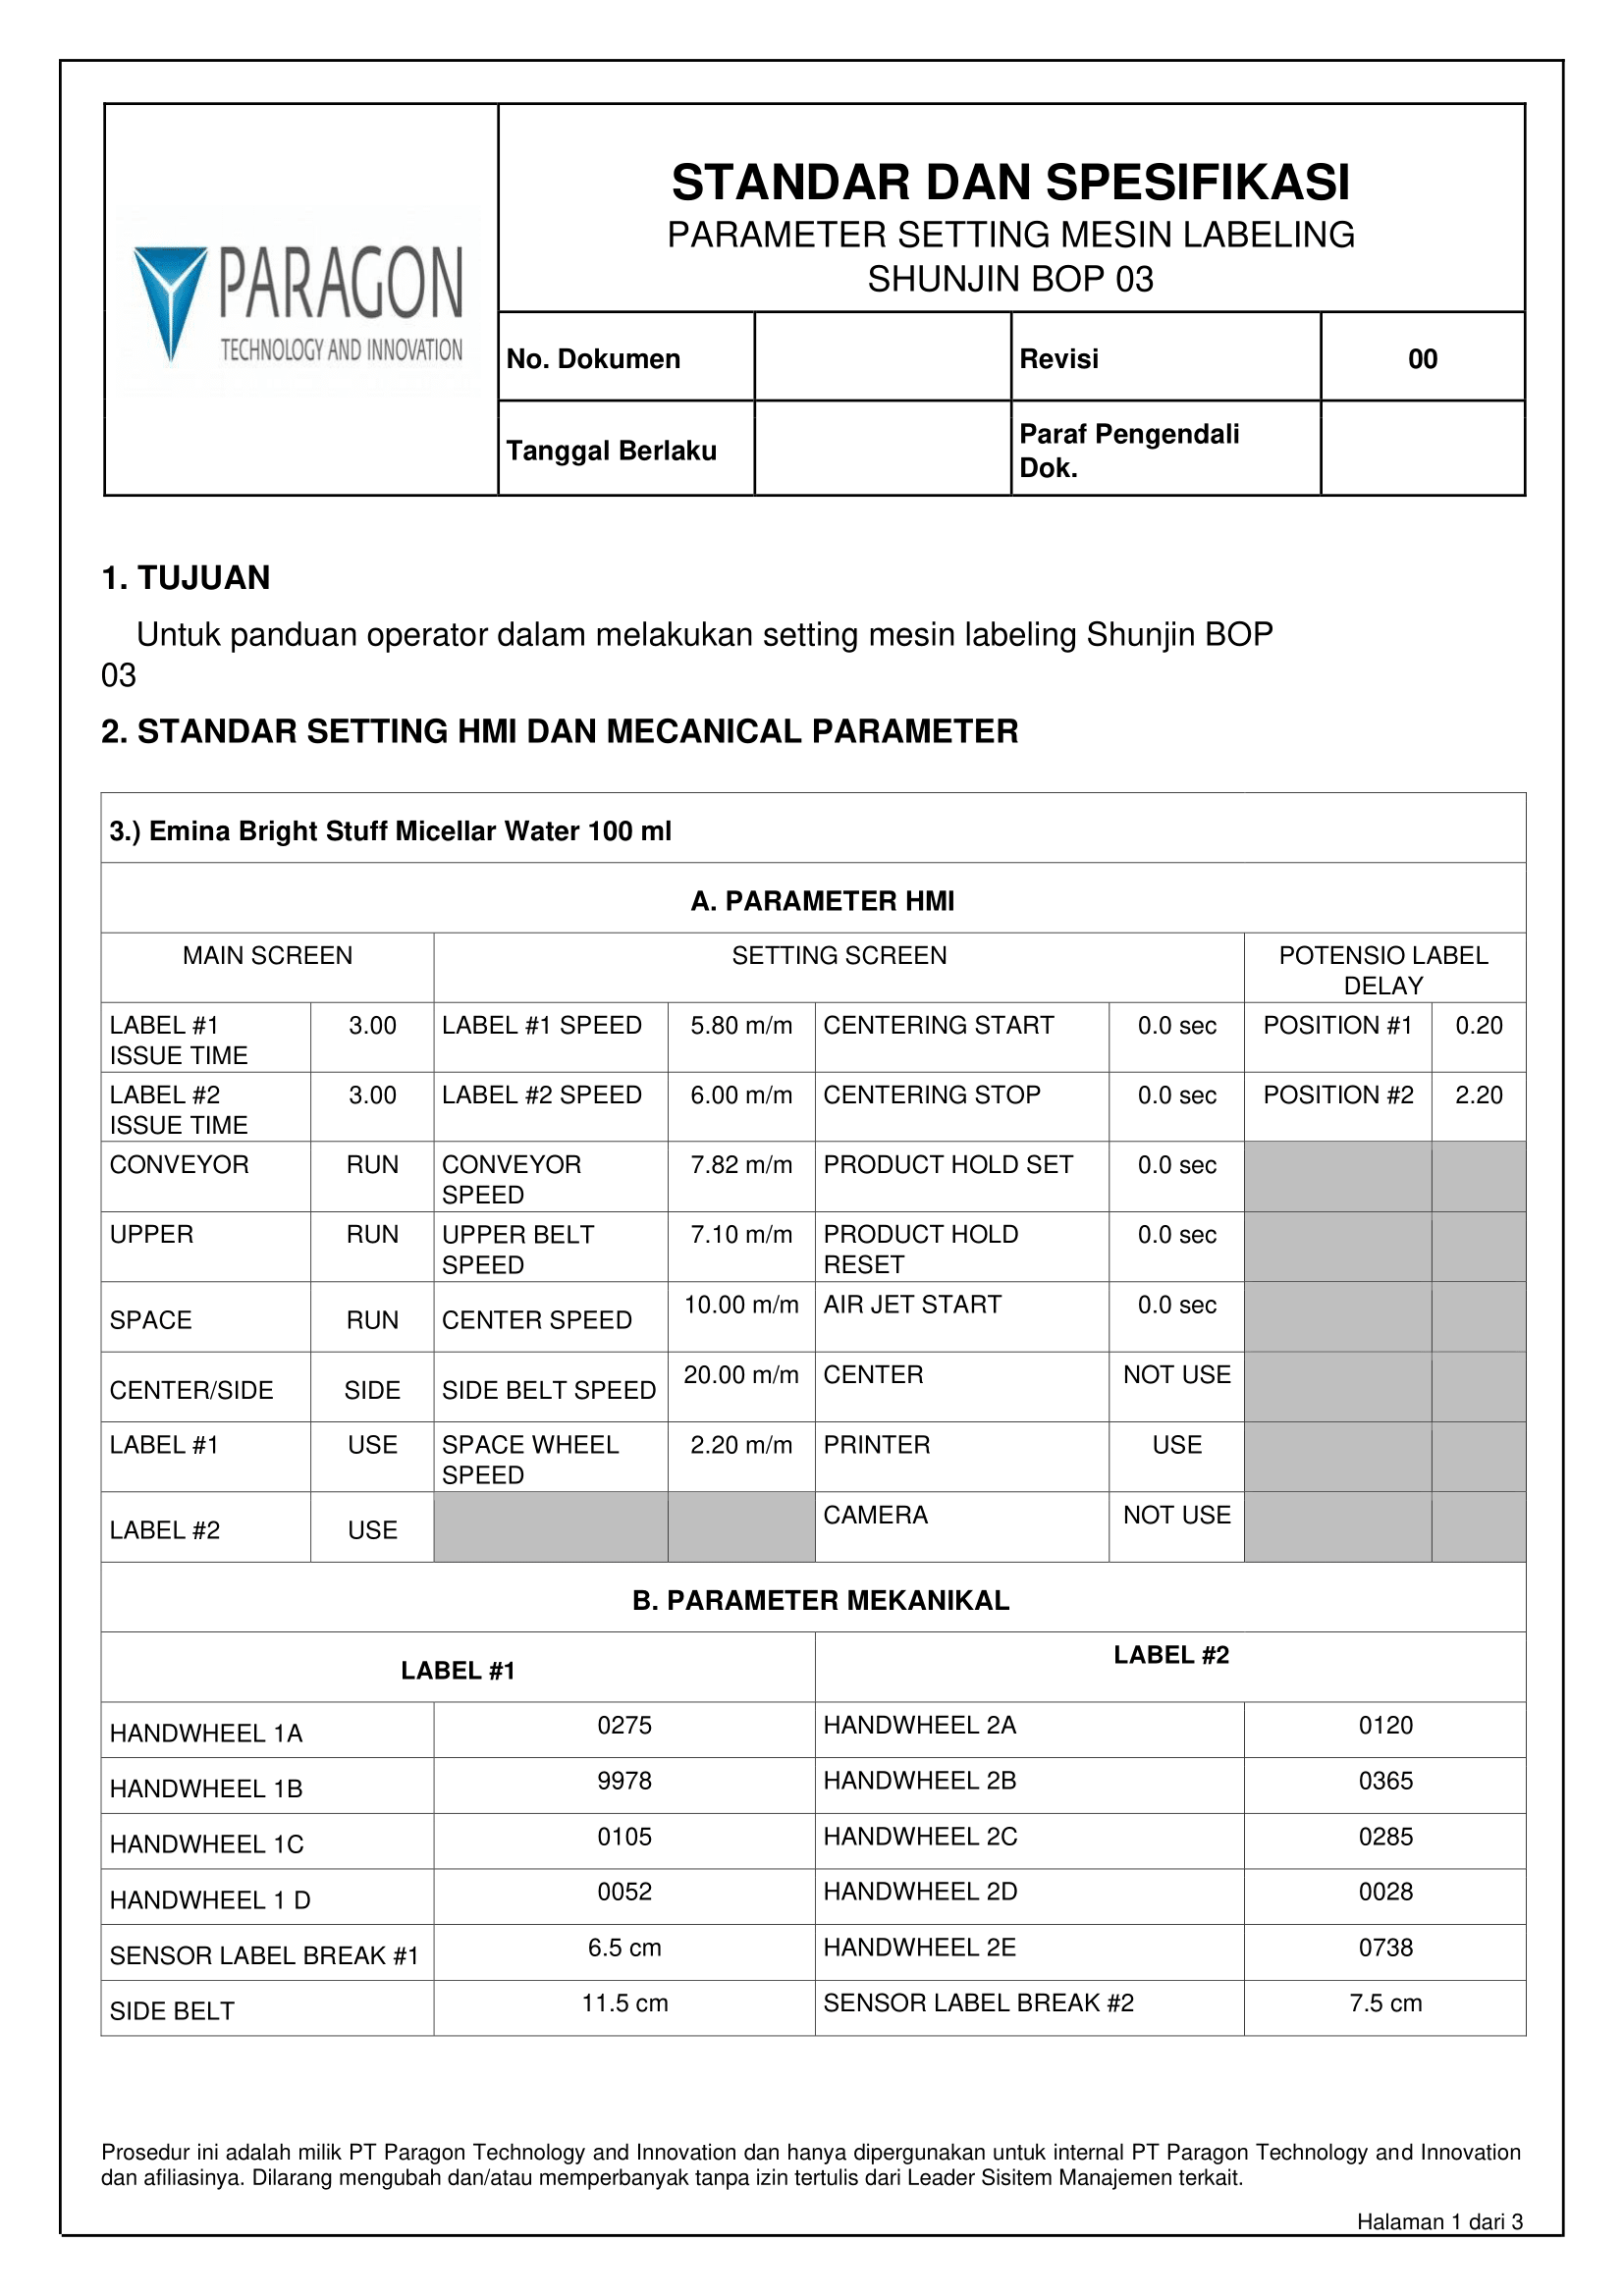 PARAGON
TECHNOLOGY AND INNOVATION
STANDAR DAN SPESIFIKASI
PARAMETER SETTING MESIN LABELING
SHUNJIN BOP 03
No. Dokumen
Revisi
00
Tanggal Berlaku
Paraf Pengendali
Dok.
1. TUJUAN
Untuk panduan operator dalam melakukan setting mesin labeling Shunjin BOP
03
2. STANDAR SETTING HMI DAN MECANICAL PARAMETER
3.) Emina Bright Stuff Micellar Water 100 ml
A. PARAMETER HMI
MAIN SCREEN
SETTING SCREEN
POTENSIO LABEL
DELAY
LABEL #1
ISSUE TIME
3.00
LABEL #1 SPEED
5.80 m/m
CENTERING START
0.0 sec
POSITION #1
0.20
LABEL #2
ISSUE TIME
3.00
LABEL #2 SPEED
6.00 m/m
CENTERING STOP
0.0 sec
POSITION #2
2.20
CONVEYOR
RUN
CONVEYOR
SPEED
7.82 m/m
PRODUCT HOLD SET
0.0 sec
UPPER
RUN
UPPER BELT
SPEED
7.10 m/m
PRODUCT HOLD
RESET
0.0 sec
SPACE
RUN
CENTER SPEED
10.00 m/m
AIR JET START
0.0 sec
CENTER/SIDE
SIDE
SIDE BELT SPEED
20.00 m/m
CENTER
NOT USE
LABEL #1
USE
SPACE WHEEL
SPEED
2.20 m/m
PRINTER
USE
LABEL #2
USE
CAMERA
NOT USE
B. PARAMETER MEKANIKAL
LABEL #1
LABEL #2
HANDWHEEL 1A
0275
HANDWHEEL 2A
0120
HANDWHEEL 1B
9978
HANDWHEEL 2B
0365
HANDWHEEL 1C
0105
HANDWHEEL 2C
0285
HANDWHEEL 1 D
0052
HANDWHEEL 2D
0028
SENSOR LABEL BREAK #1
6.5 cm
HANDWHEEL 2E
0738
SIDE BELT
11.5 cm
SENSOR LABEL BREAK #2
7.5 cm
Prosedur ini adalah milik PT Paragon Technology and Innovation dan hanya dipergunakan untuk internal PT Paragon Technology and Innovation
dan afiliasinya. Dilarang mengubah dan/atau memperbanyak tanpa izin tertulis dari Leader Sisitem Manajemen terkait.
Halaman 1 dari 3